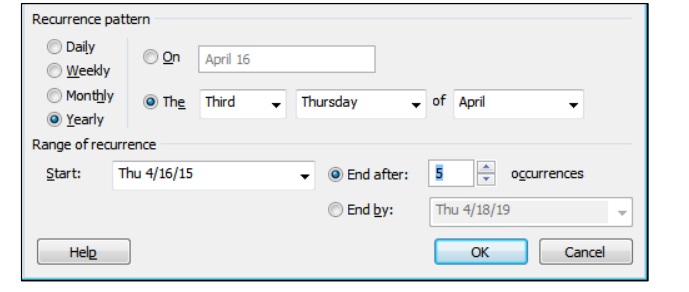 Recurrence pattern
Daily
Weekly
Monthly
Yearly
On April 16
The Third Thursday of April
Range of recurrence
Start: Thu 4/16/15
End after: 5 occurrences
End by: Thu 4/18/19
Help OK Cancel